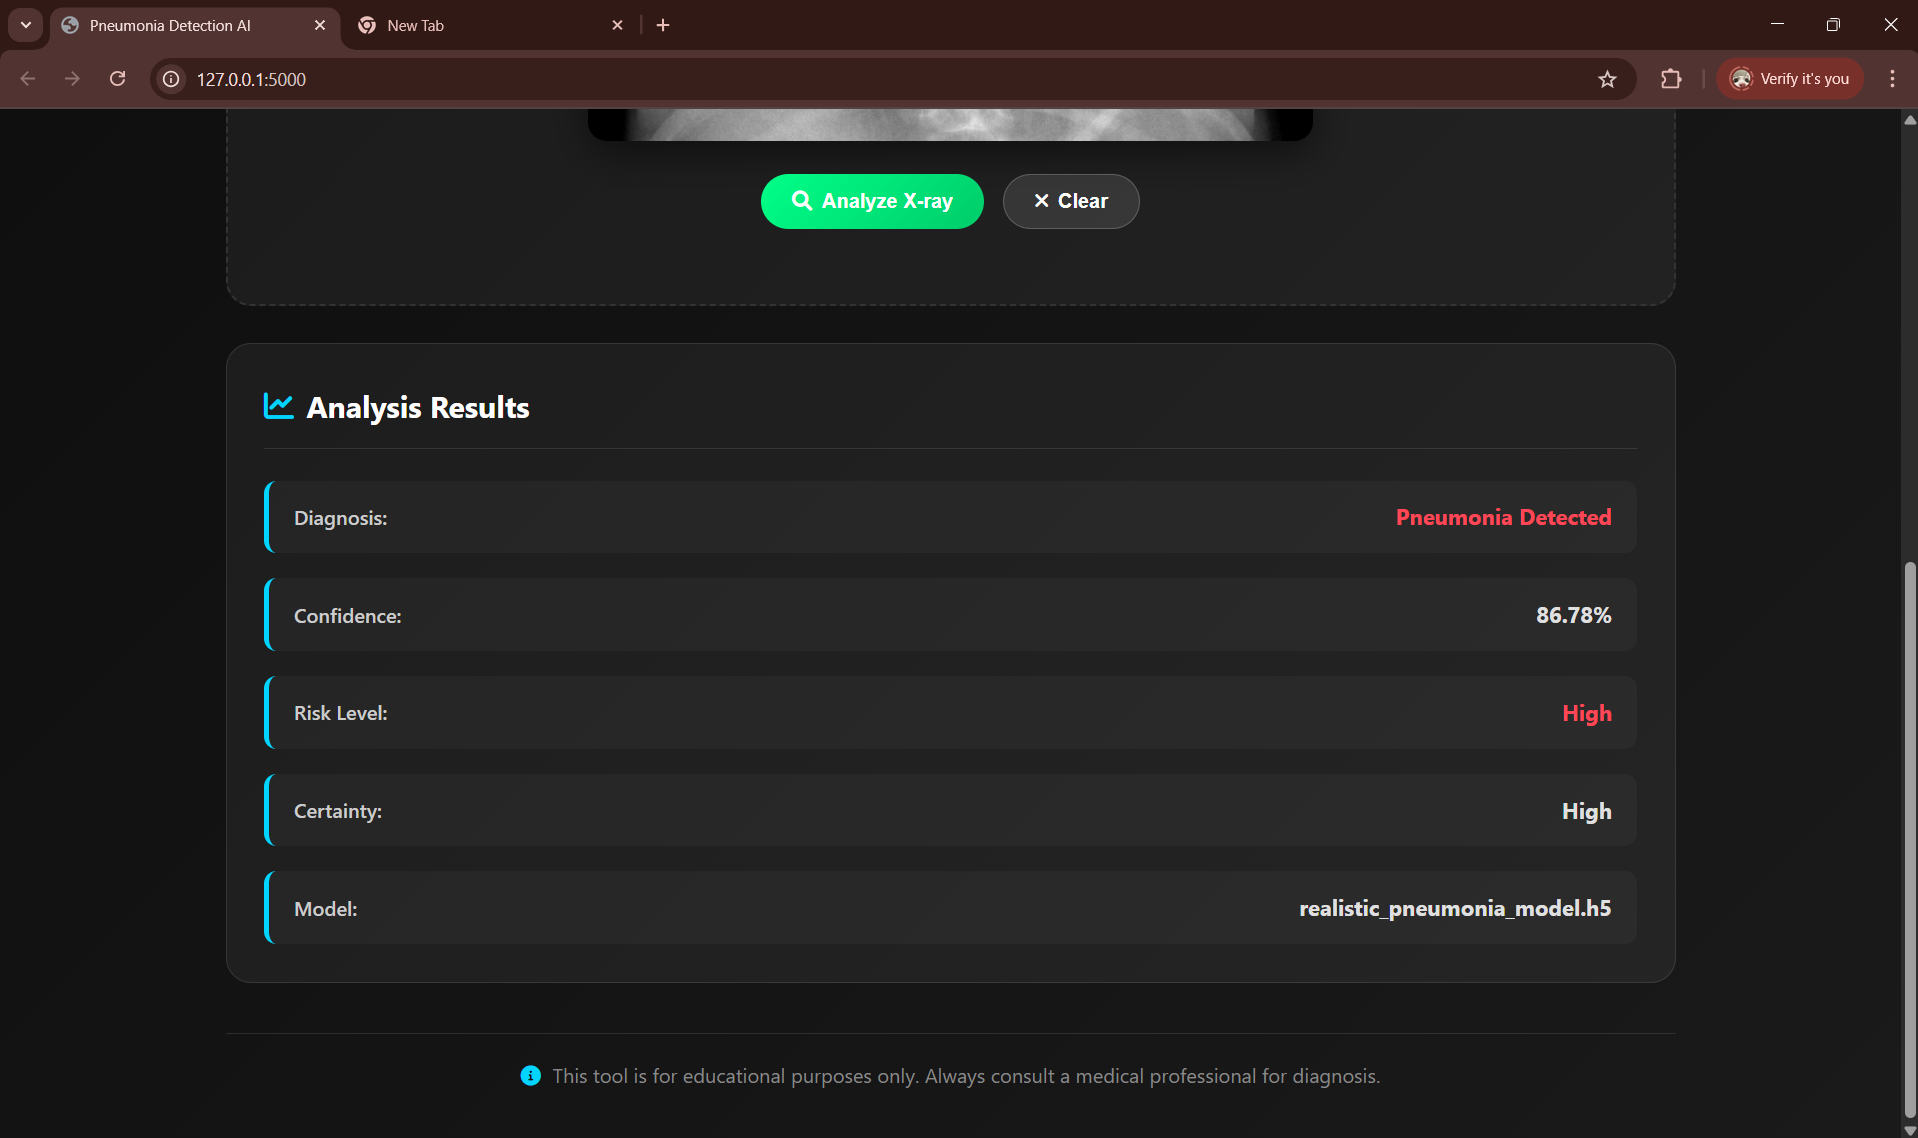 Pneumonia Detection AI
New Tab
127.0.0.1:5000
Verify it's you
Analyze X-ray
Clear
Analysis Results
Diagnosis: Pneumonia Detected
Confidence: 86.78%
Risk Level: High
Certainty: High
Model: realistic_pneumonia_model.h5
This tool is for educational purposes only. Always consult a medical professional for diagnosis.